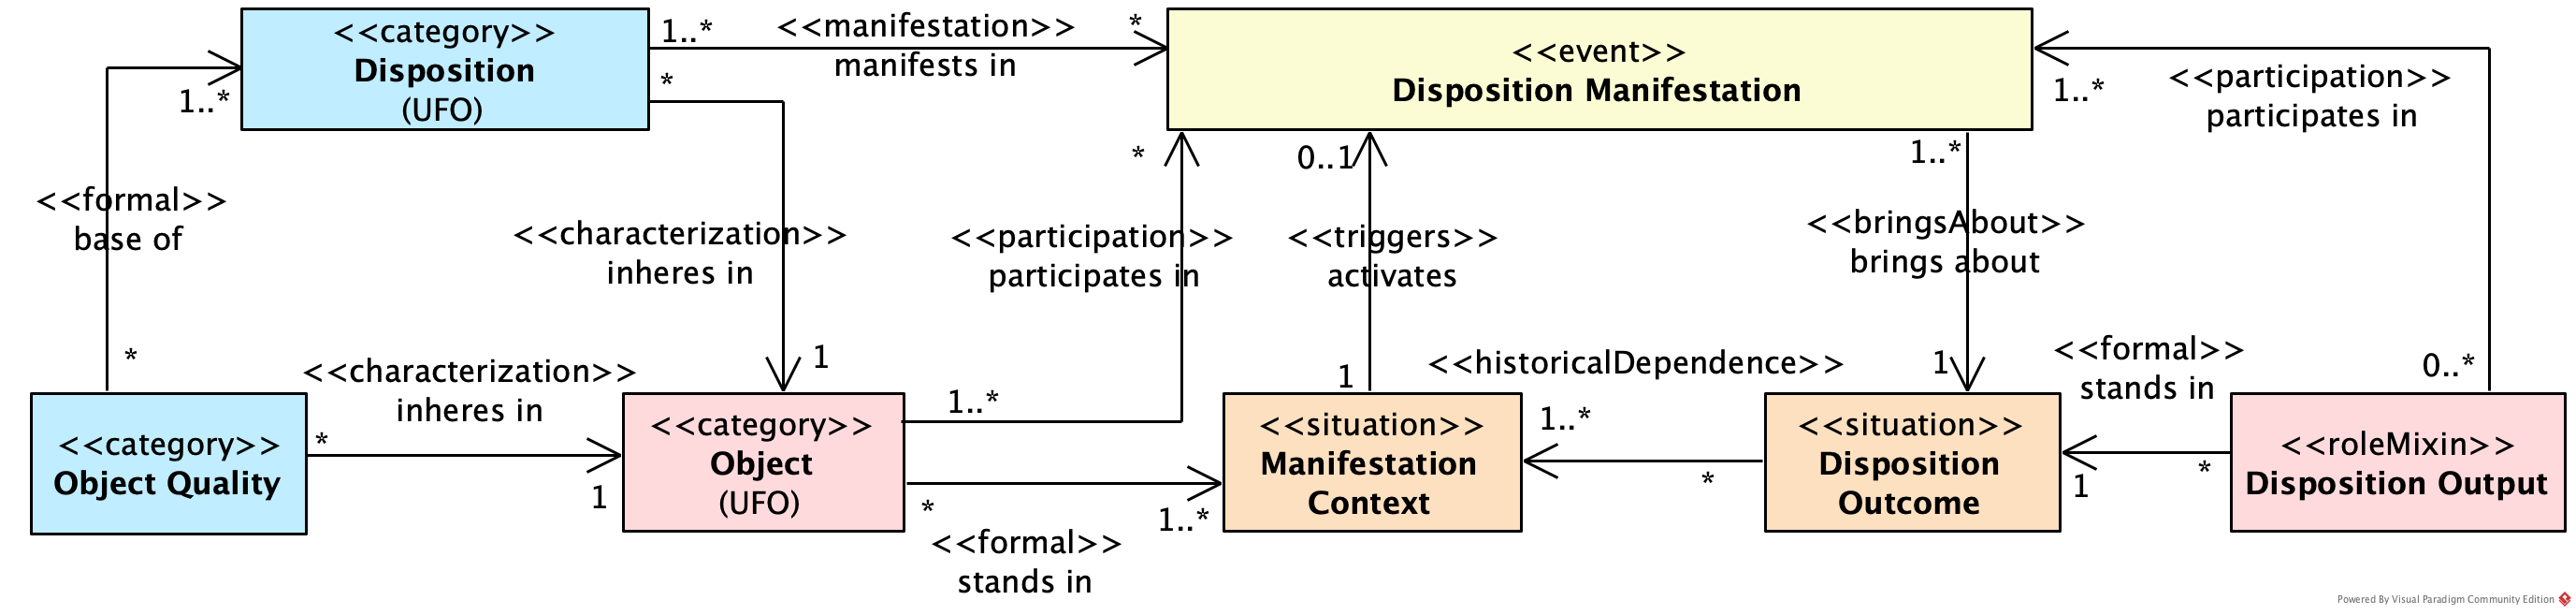 <<category>>
Disposition
(UFO)
1..*
<<manifestation>>
manifests in
*
<<event>>
Disposition Manifestation
1..*
<<participation>>
participates in
*
1..*
<<formal>>
base of
*
<<characterization>>
inheres in
1
*
<<participation>>
participates in
1..*
0..1
<<triggers>>
activates
1
1..*
<<bringsAbout>>
brings about
1
0..*
<<characterization>>
inheres in
*
1
<<historicalDependence>>
1..*
*
<<formal>>
stands in
1
*
<<category>>
Object Quality
<<category>>
Object
(UFO)
<<situation>>
Manifestation
Context
<<situation>>
Disposition
Outcome
<<roleMixin>>
Disposition Output
*
<<formal>>
stands in
1..*
Powered By Visual Paradigm Community Edition